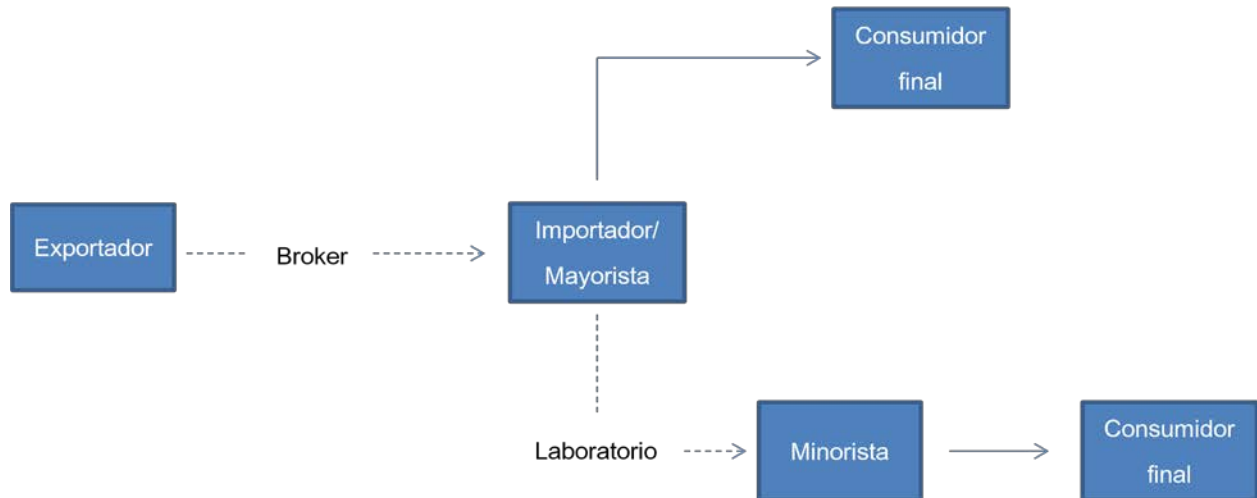 Consumidor
final
Exportador
Broker
Importador/
Mayorista
Laboratorio
Minorista
Consumidor
final